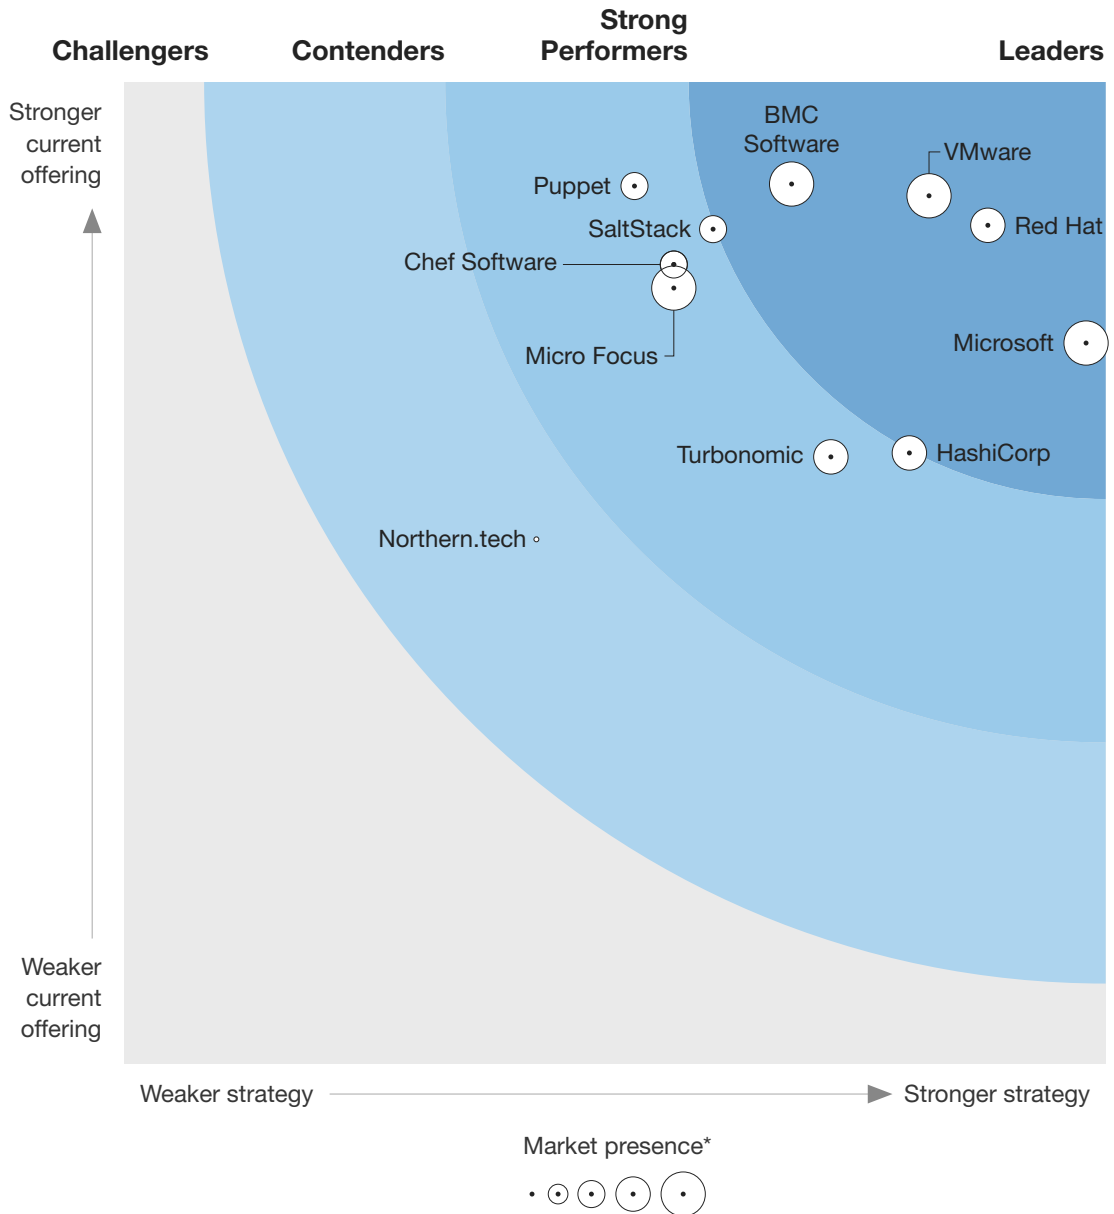 Challengers
Contenders
Strong
Performers
Leaders
Stronger
current
offering
BMC
Software
VMware
Puppet
SaltStack
Red Hat
Chef Software
Micro Focus
Microsoft
Turbonomic
HashiCorp
Northern.tech
Weaker
current
offering
Weaker strategy
Stronger strategy
Market presence*